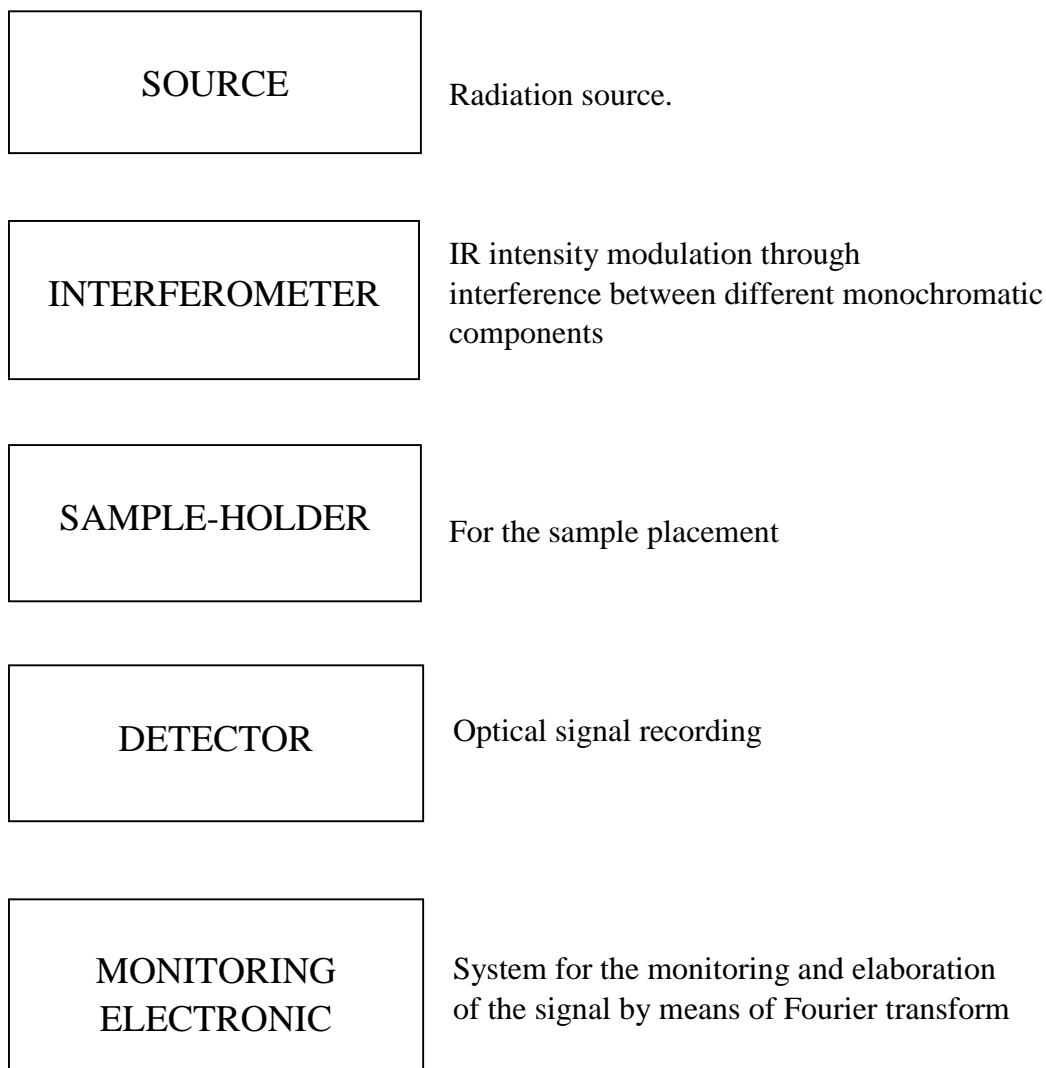 SOURCE
Radiation source.
INTERFEROMETER
IR intensity modulation through
interference between different monochromatic
components
SAMPLE-HOLDER
For the sample placement
DETECTOR
Optical signal recording
MONITORING
ELECTRONIC
System for the monitoring and elaboration
of the signal by means of Fourier transform